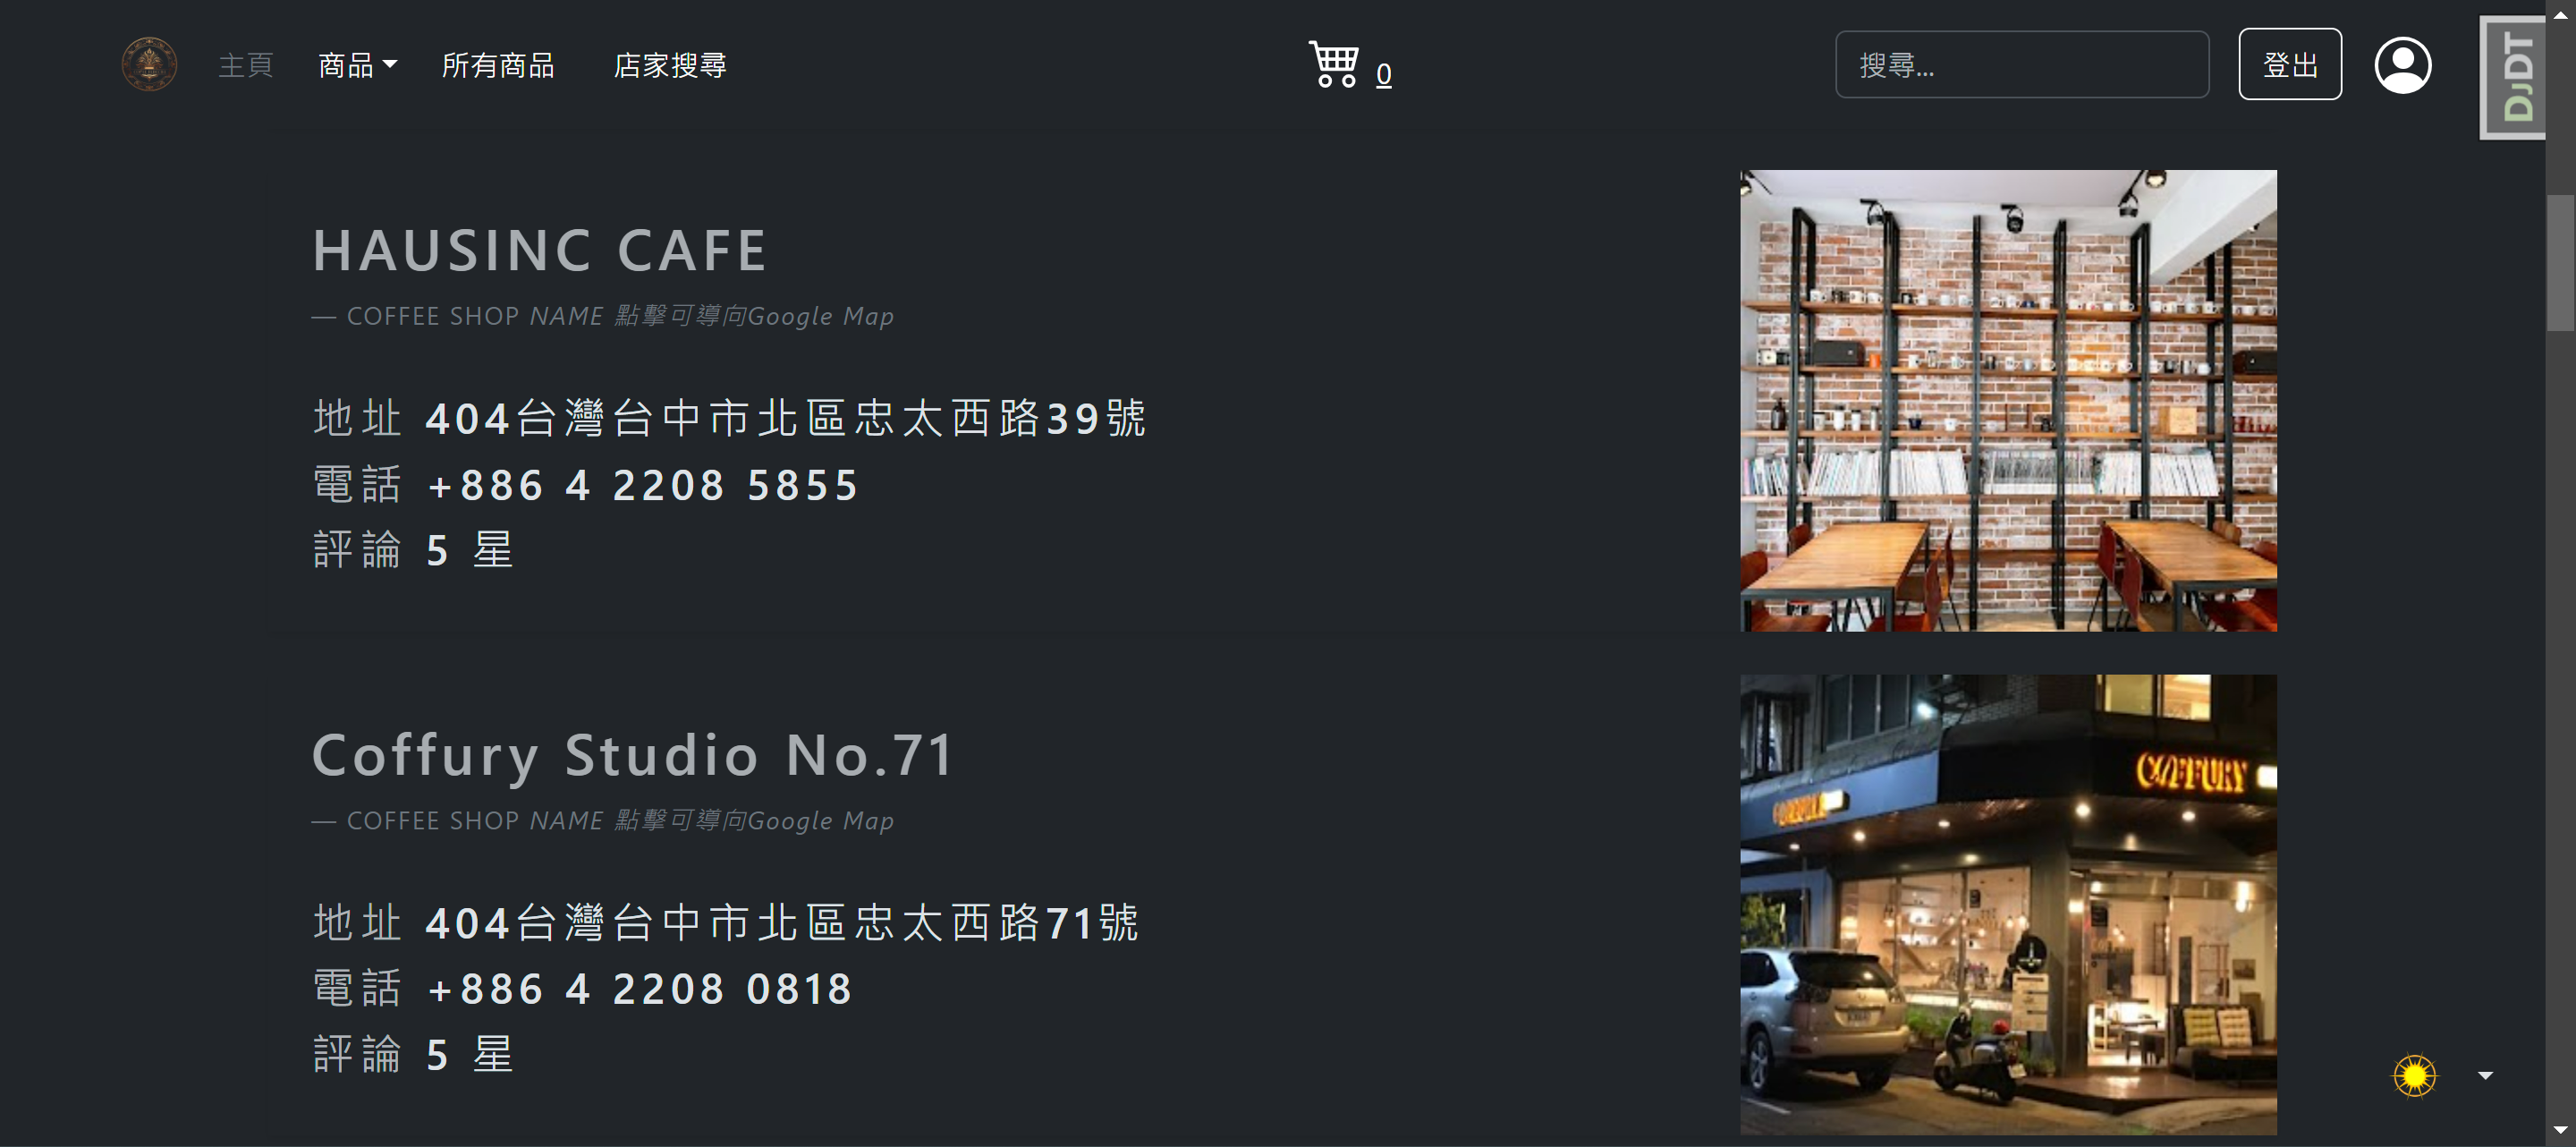 主頁 商品 所有商品 店家搜尋 0 搜尋... 登出
DJDT
HAUSINC CAFE
— COFFEE SHOP NAME 點擊可導向Google Map
地址 404台灣台中市北區忠太西路39號
電話 +886 4 2208 5855
評論 5 星
Coffury Studio No.71
— COFFEE SHOP NAME 點擊可導向Google Map
地址 404台灣台中市北區忠太西路71號
電話 +886 4 2208 0818
評論 5 星
COFFURY